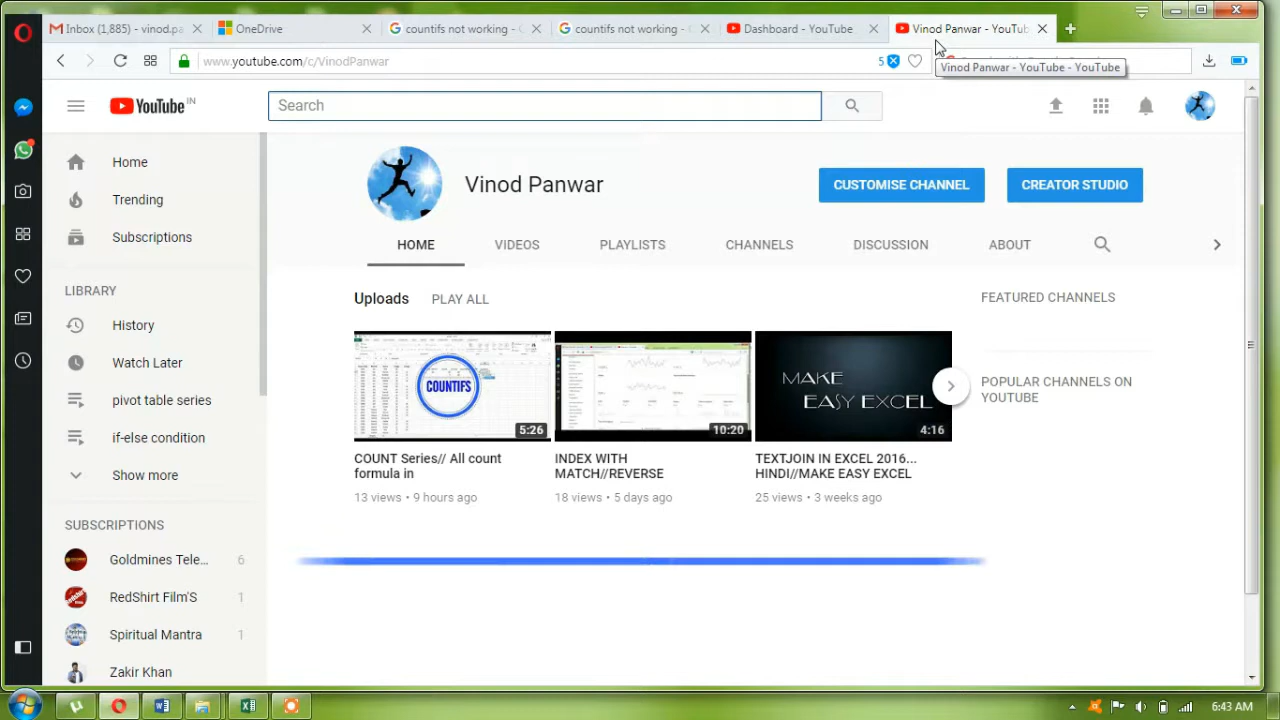 Inbox (1,885) - vinod.pa
OneDrive
countifs not working - G
countifs not working -
Dashboard - YouTube
Vinod Panwar - YouTub
www.youtube.com/c/VinodPanwar
5
Vinod Panwar - YouTube - YouTube
YouTube IN
Search
Home
Trending
Subscriptions
LIBRARY
History
Watch Later
pivot table series
if-else condition
Show more
SUBSCRIPTIONS
Goldmines Tele... 6
RedShirt Film'S 1
Spiritual Mantra 1
Zakir Khan
Vinod Panwar
CUSTOMISE CHANNEL
CREATOR STUDIO
HOME VIDEOS PLAYLISTS CHANNELS DISCUSSION ABOUT
Uploads PLAY ALL
COUNTIFS
5:26
COUNT Series// All count
formula in
13 views • 9 hours ago
10:20
INDEX WITH
MATCH//REVERSE
18 views • 5 days ago
MAKE
EASY EXCEL
4:16
TEXTJOIN IN EXCEL 2016...
HINDI//MAKE EASY EXCEL
25 views • 3 weeks ago
FEATURED CHANNELS
POPULAR CHANNELS ON
YOUTUBE
6:43 AM